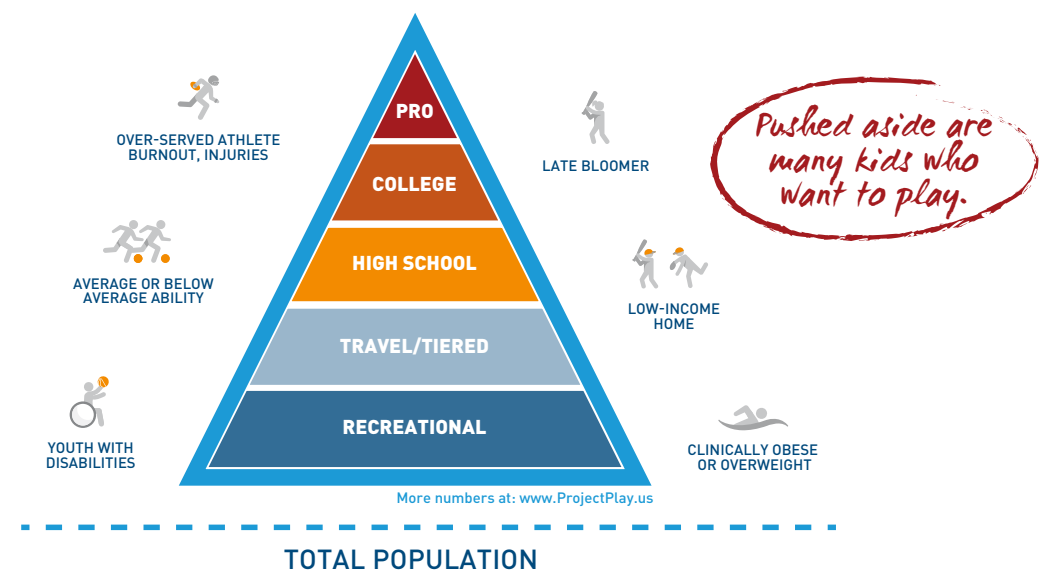 PRO
OVER-SERVED ATHLETE
BURNOUT, INJURIES
LATE BLOOMER
Pushed aside are
many kids who
want to play.
COLLEGE
HIGH SCHOOL
AVERAGE OR BELOW
AVERAGE ABILITY
LOW-INCOME
HOME
TRAVEL/TIERED
RECREATIONAL
YOUTH WITH
DISABILITIES
CLINICALLY OBESE
OR OVERWEIGHT
More numbers at: www.ProjectPlay.us
TOTAL POPULATION